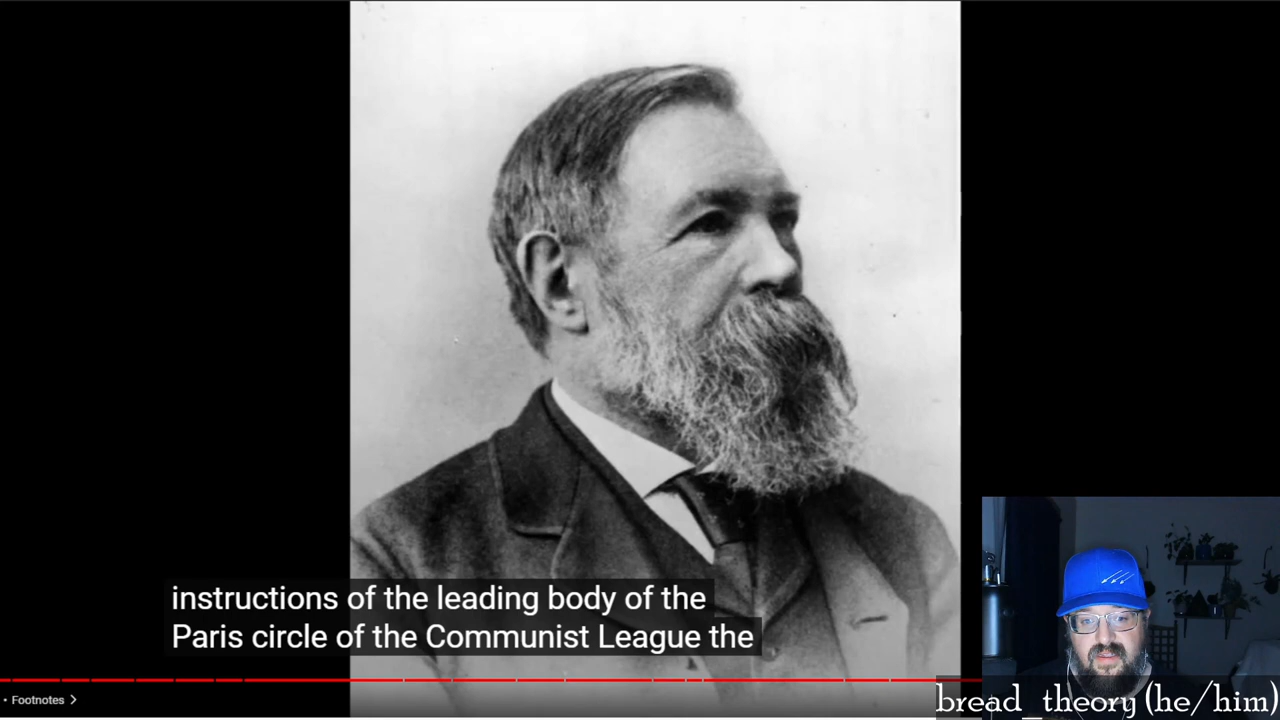 instructions of the leading body of the
Paris circle of the Communist League the
• Footnotes >
bread_theory (he/him)